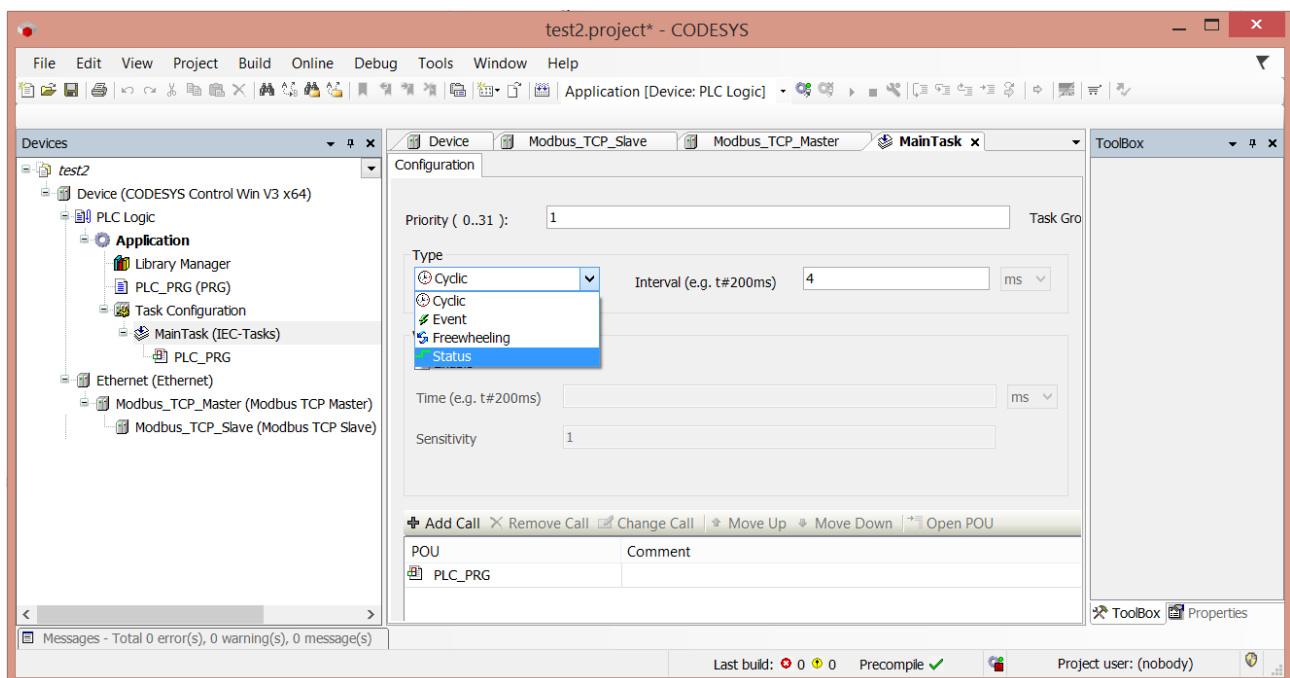 test2.project* - CODESYS
File Edit View Project Build Online Debug Tools Window Help
Application [Device: PLC Logic]
Devices
test2
Device (CODESYS Control Win V3 x64)
PLC Logic
Application
Library Manager
PLC_PRG (PRG)
Task Configuration
MainTask (IEC-Tasks)
PLC_PRG
Ethernet (Ethernet)
Modbus_TCP_Master (Modbus TCP Master)
Modbus_TCP_Slave (Modbus TCP Slave)
Device Modbus_TCP_Slave Modbus_TCP_Master MainTask
Configuration
Priority ( 0..31 ): 1 Task Gro
Type
Cyclic Interval (e.g. t#200ms) 4 ms
Cyclic
Event
Freewheeling
Status
Time (e.g. t#200ms) ms
Sensitivity 1
Add Call Remove Call Change Call Move Up Move Down Open POU
POU Comment
PLC_PRG
ToolBox
ToolBox Properties
Messages - Total 0 error(s), 0 warning(s), 0 message(s)
Last build: 0 0 Precompile Project user: (nobody)